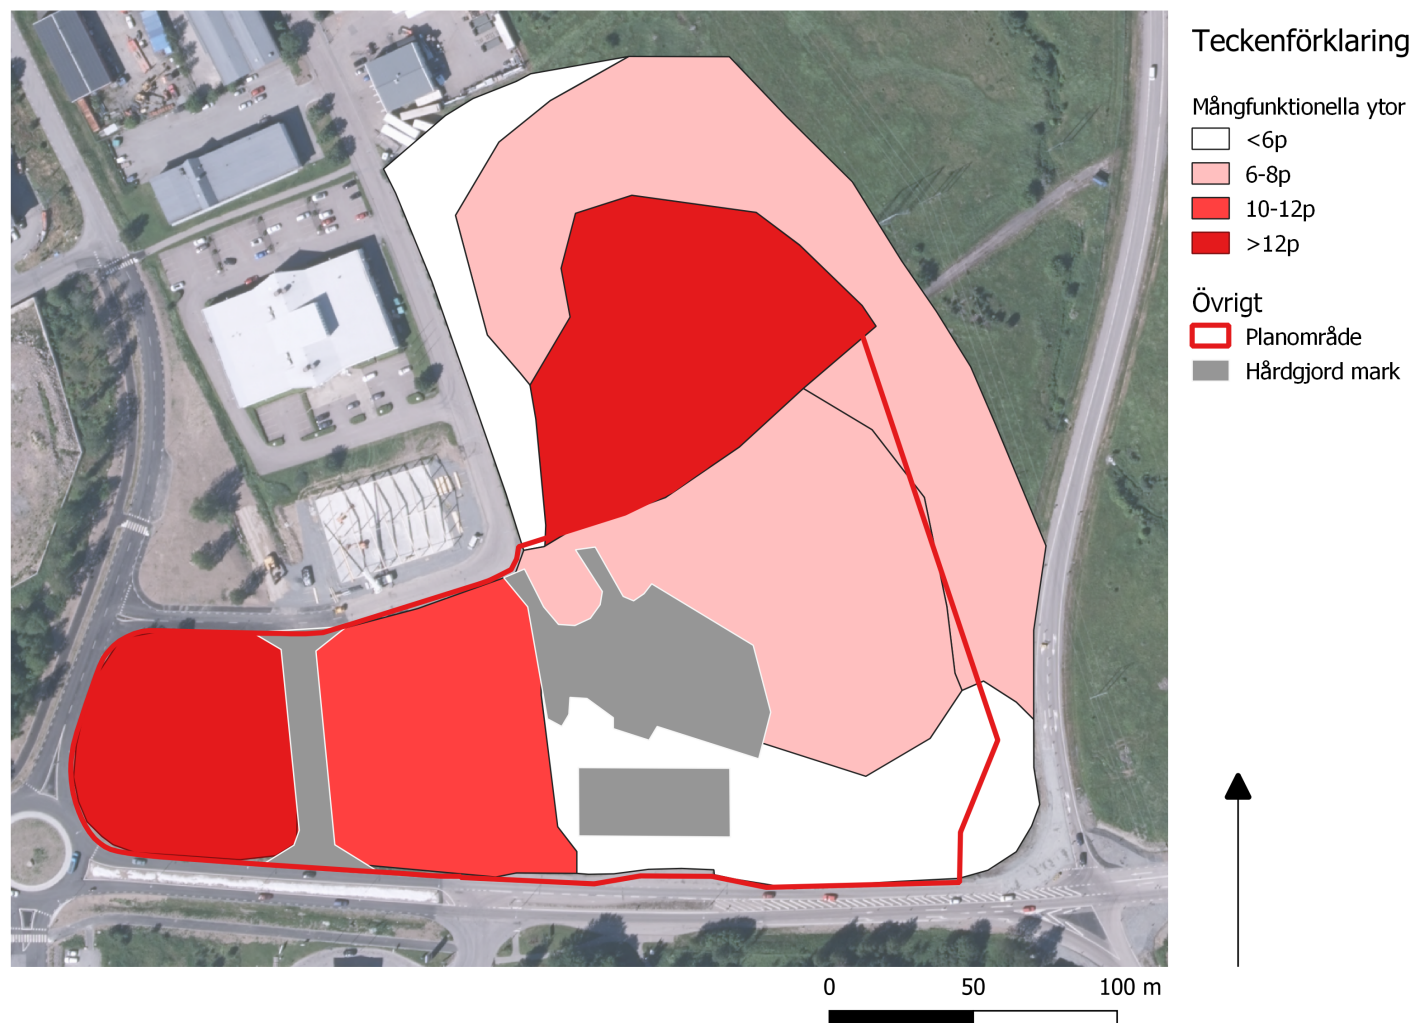 Teckenförklaring
Mångfunktionella ytor
<6p
6-8p
10-12p
>12p
Övrigt
Planområde
Hårdgjord mark
0 50 100 m